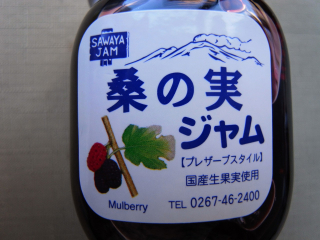 SAWAYA
JAM
桑の実
ジャム
【プレザーブスタイル】
国産生果実使用
Mulberry
TEL 0267-46-2400